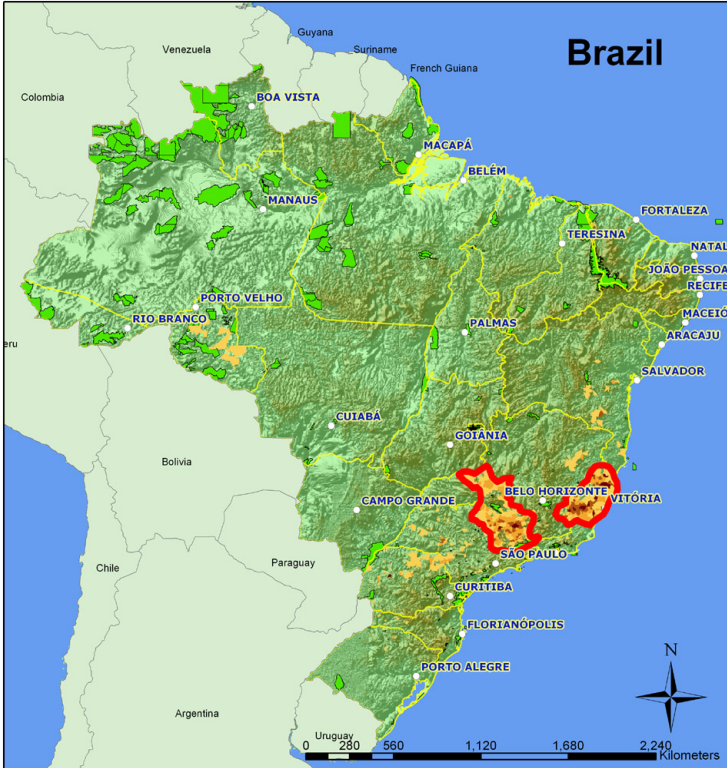 Brazil
Guyana
Venezuela
Suriname
French Guiana
Colombia
BOA VISTA
MACAPÁ
BELÉM
MANAUS
FORTALEZA
TERESINA
NATAL
JOÃO PESSOA
RECIFE
PORTO VELHO
RIO BRANCO
PALMAS
MACEIÓ
ARACAJU
eru
SALVADOR
CUIABÁ
GOIÂNIA
Bolivia
BELO HORIZONTE
VITÓRIA
CAMPO GRANDE
SÃO PAULO
Paraguay
Chile
CURITIBA
FLORIANÓPOLIS
N
PORTO ALEGRE
Argentina
Uruguay
0 280 560 1,120 1,680 2,240
Kilometers